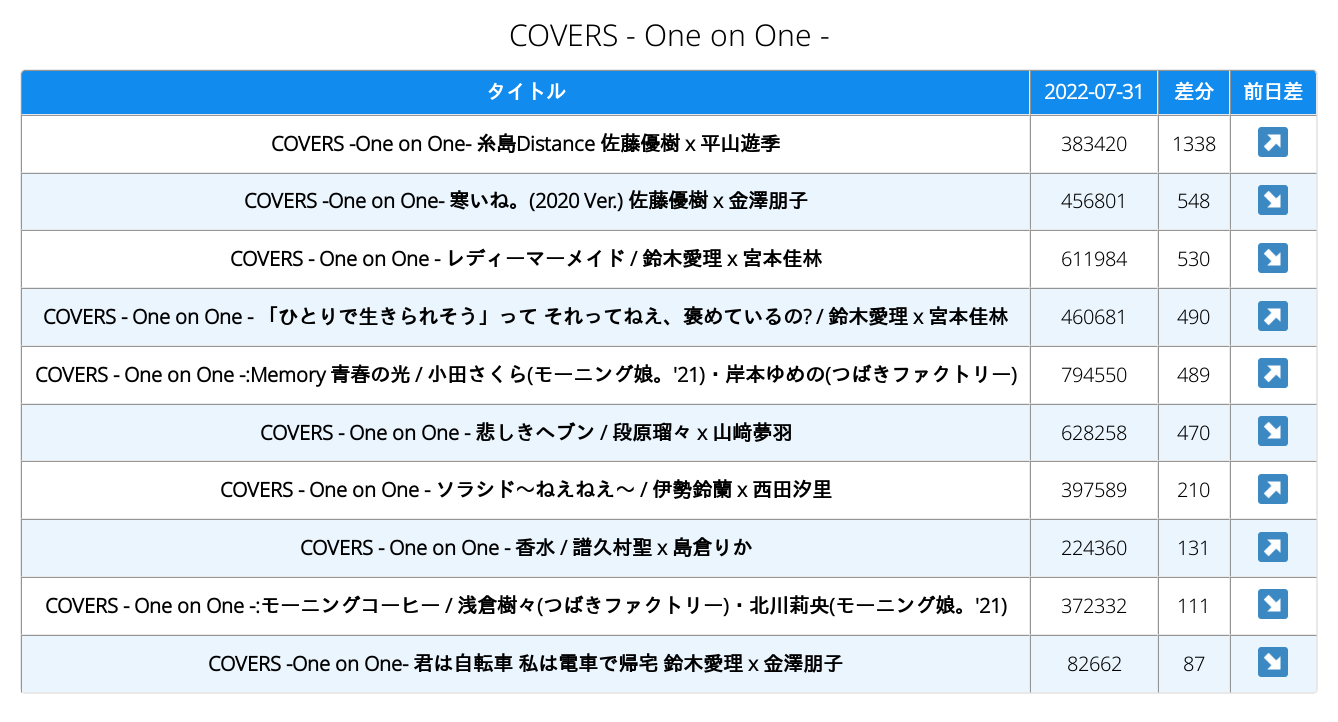 COVERS - One on One -
タイトル 2022-07-31 差分 前日差
COVERS -One on One- 糸島Distance 佐藤優樹 x 平山遊季 383420 1338
COVERS -One on One- 寒いね。(2020 Ver.) 佐藤優樹 x 金澤朋子 456801 548
COVERS - One on One - レディーマーメイド / 鈴木愛理 x 宮本佳林 611984 530
COVERS - One on One - 「ひとりで生きられそう」って それってねえ、褒めているの? / 鈴木愛理 x 宮本佳林 460681 490
COVERS - One on One -:Memory 青春の光 / 小田さくら(モーニング娘。'21)・岸本ゆめの(つばきファクトリー) 794550 489
COVERS - One on One - 悲しきヘブン / 段原瑠々 x 山﨑夢羽 628258 470
COVERS - One on One - ソラシド〜ねえねえ〜 / 伊勢鈴蘭 x 西田汐里 397589 210
COVERS - One on One - 香水 / 譜久村聖 x 島倉りか 224360 131
COVERS - One on One -:モーニングコーヒー / 浅倉樹々(つばきファクトリー)・北川莉央(モーニング娘。'21) 372332 111
COVERS -One on One- 君は自転車 私は電車で帰宅 鈴木愛理 x 金澤朋子 82662 87